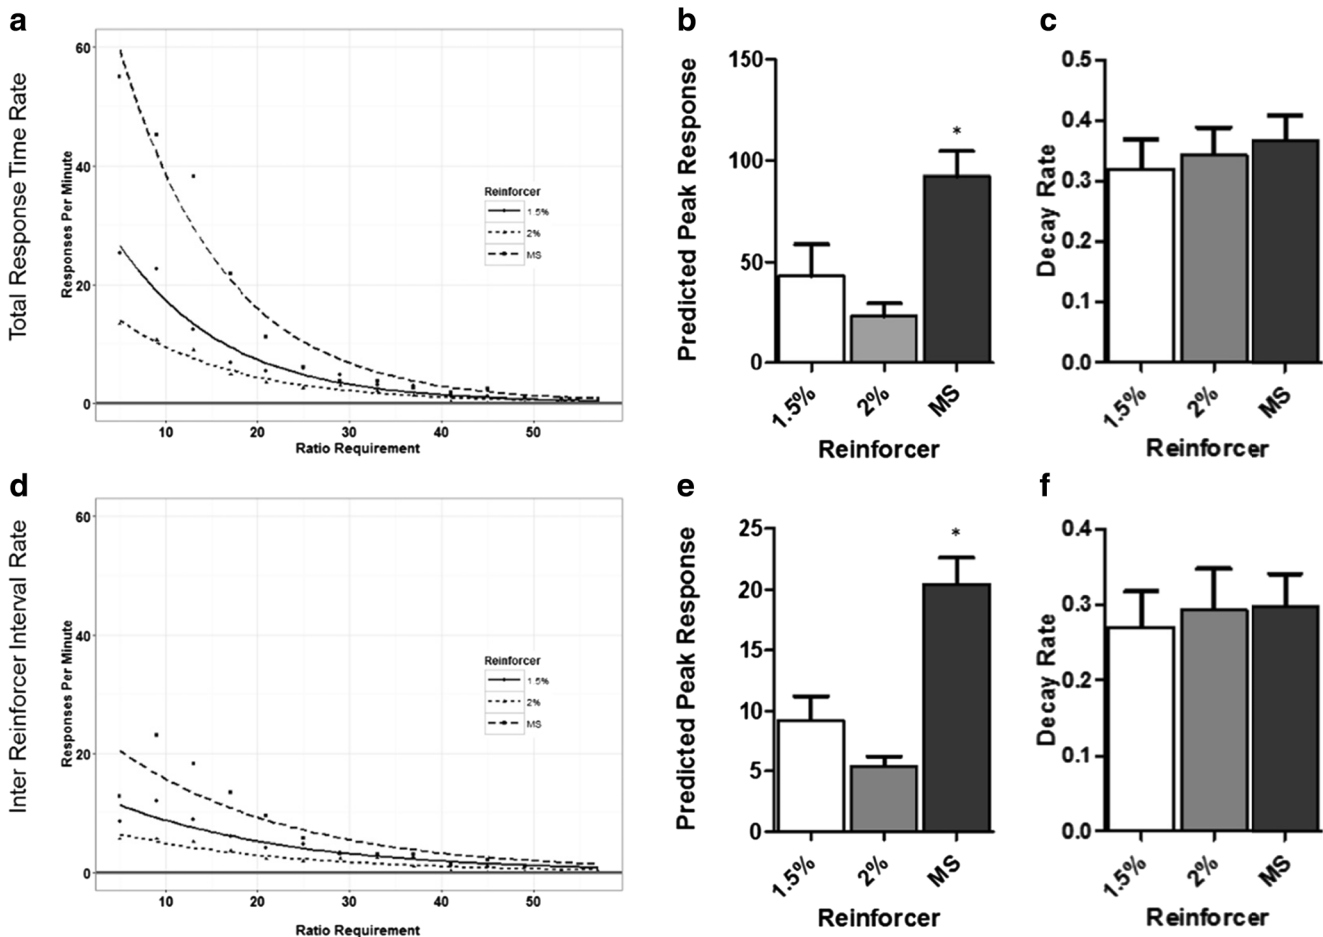 a
Total Response Time Rate
Responses Per Minute
60
40
20
0
10 20 30 40 50
Ratio Requirement
Reinforcer
1.5%
2%
MS
b
Predicted Peak Response
150
100
50
0
*
1.5% 2% MS
Reinforcer
c
Decay Rate
0.5
0.4
0.3
0.2
0.1
0.0
1.5% 2% MS
Reinforcer
d
Inter Reinforcer Interval Rate
Responses Per Minute
60
40
20
0
10 20 30 40 50
Ratio Requirement
Reinforcer
1.5%
2%
MS
e
Predicted Peak Response
25
20
15
10
5
0
*
1.5% 2% MS
Reinforcer
f
Decay Rate
0.4
0.3
0.2
0.1
0.0
1.5% 2% MS
Reinforcer